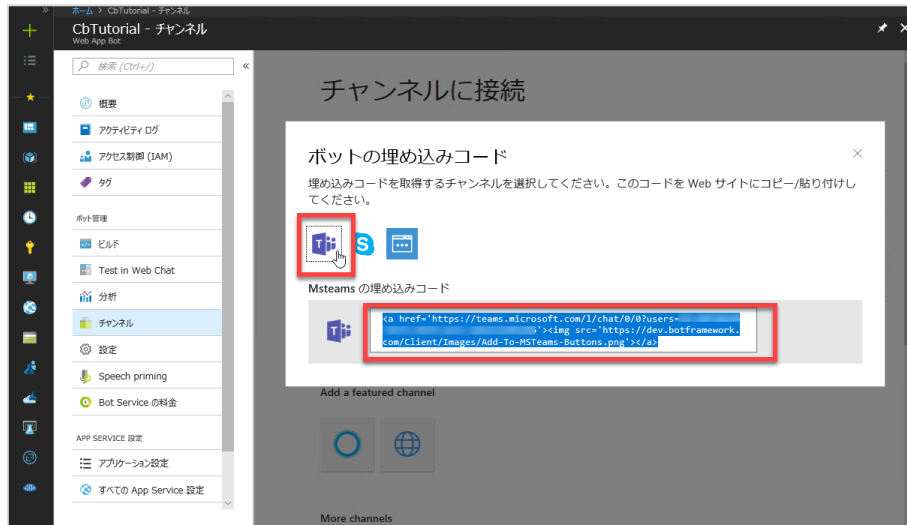 ホーム > CbTutorial - チャンネル
CbTutorial - チャンネル
Web App Bot
検索 (Ctrl+/)
概要
アクティビティ ログ
アクセス制御 (IAM)
タグ
ボット管理
ビルド
Test in Web Chat
分析
チャンネル
設定
Speech priming
Bot Service の料金
APP SERVICE 設定
アプリケーション設定
すべての App Service 設定
チャンネルに接続
ボットの埋め込みコード
埋め込みコードを取得するチャンネルを選択してください。このコードを Web サイトにコピー/貼り付けし
てください。
Msteams の埋め込みコード
<a href='https://teams.microsoft.com/l/chat/0/0?users=
'><img src='https://dev.botframework.
com/Client/Images/Add-To-MSTeams-Buttons.png'></a>
Add a featured channel
More channels